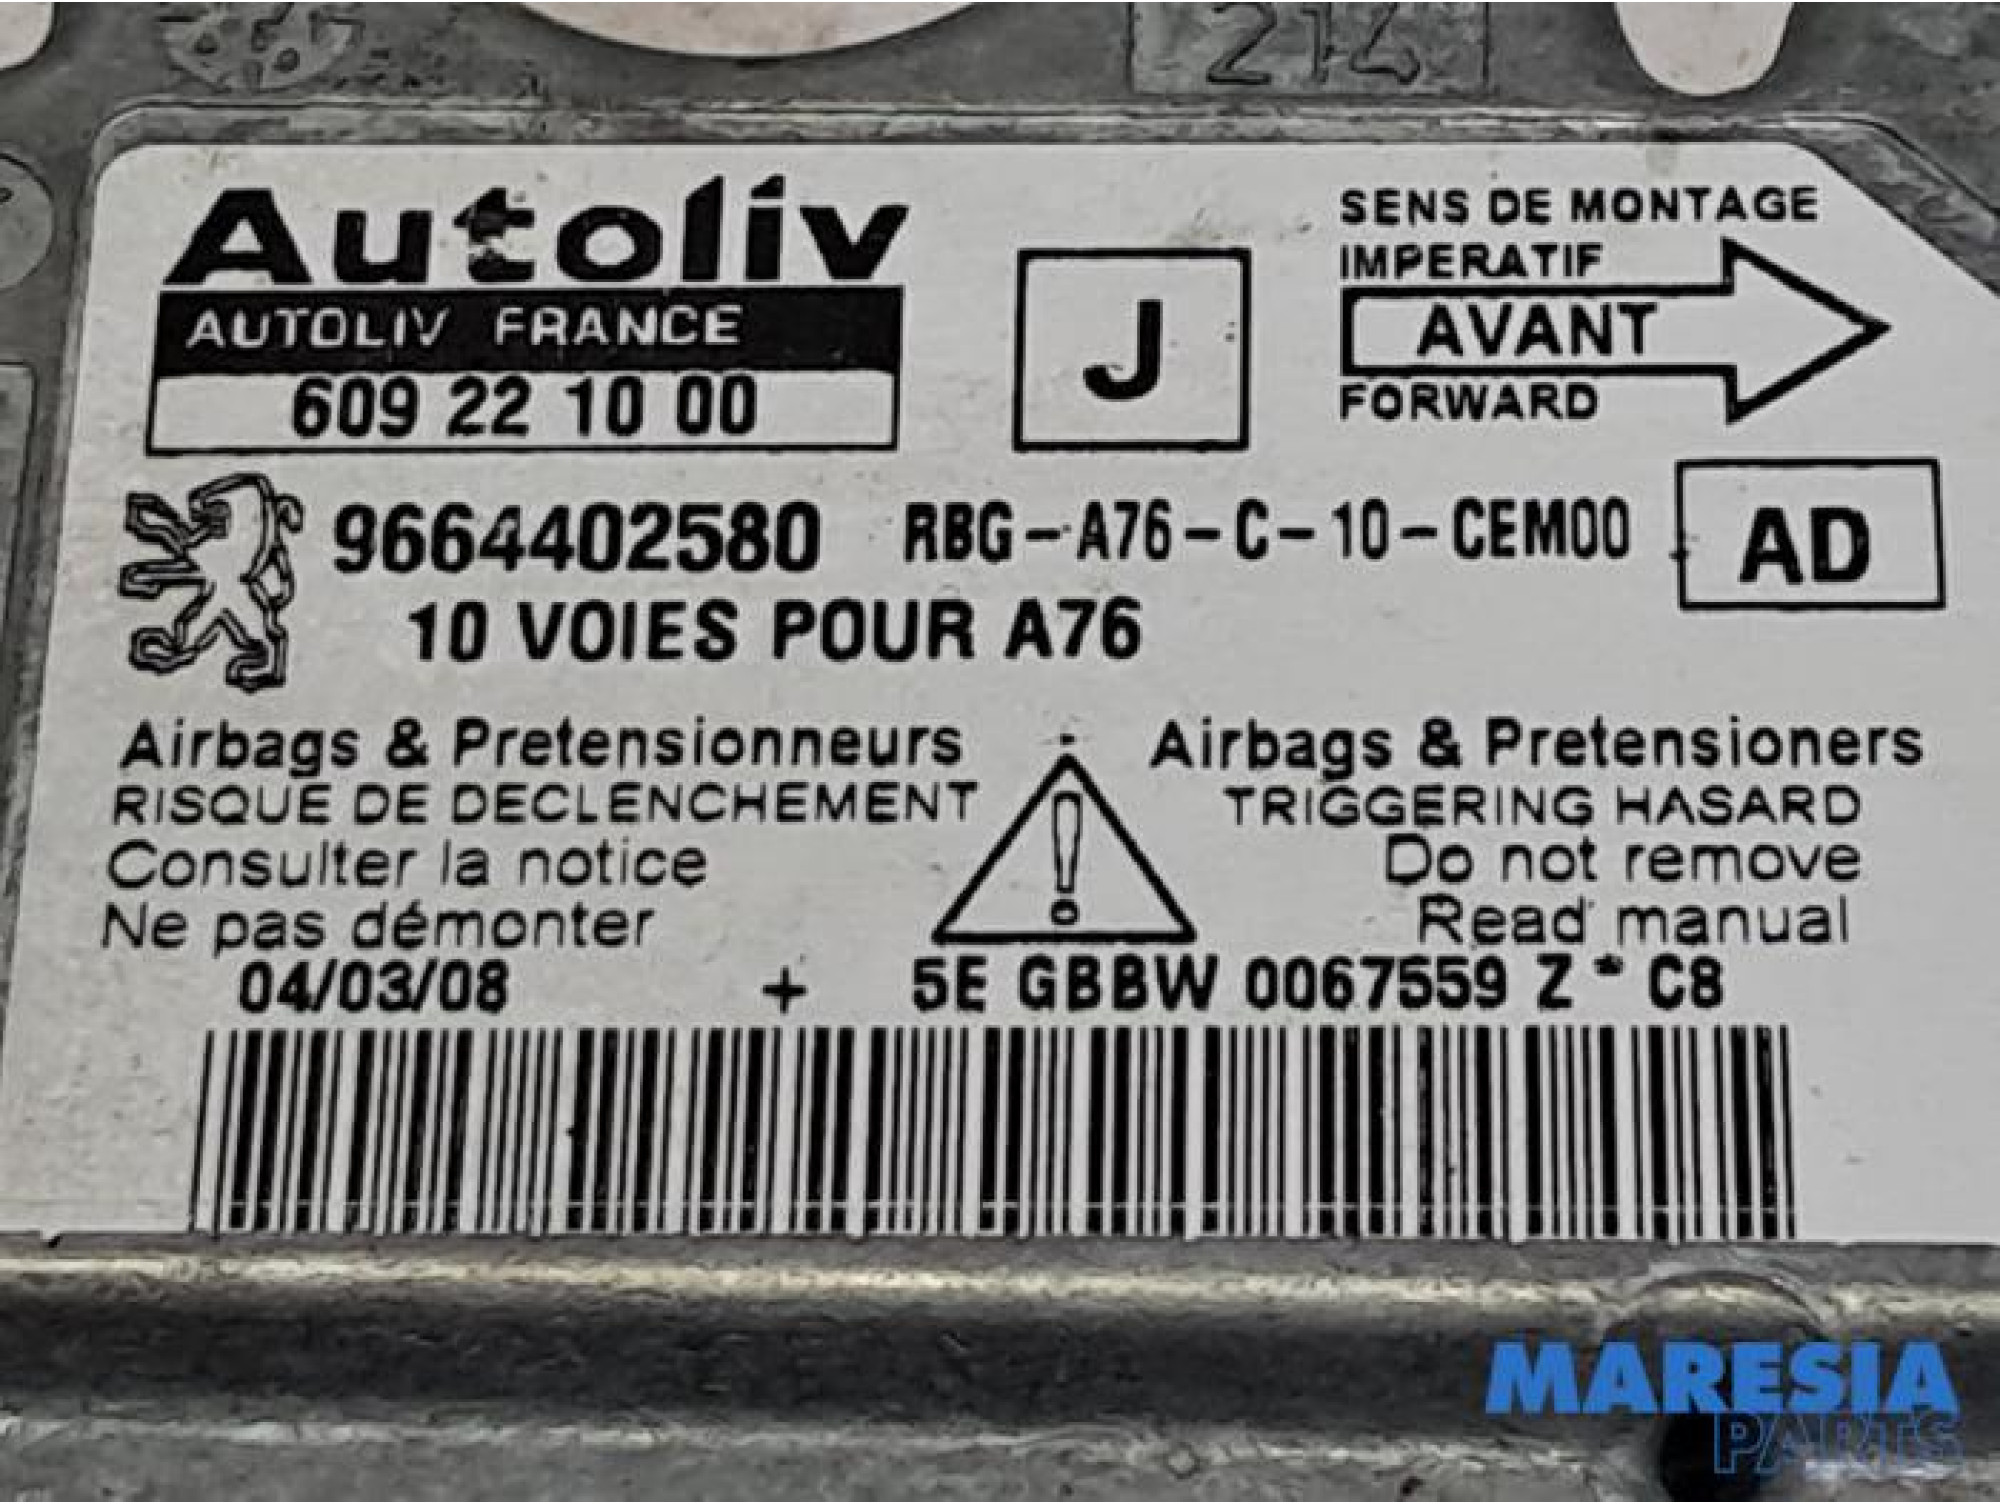 214
Autoliv
AUTOLIV FRANCE
609 22 10 00
J
SENS DE MONTAGE
IMPERATIF
AVANT
FORWARD
9664402580 RBG-A76-C-10-CEM00 AD
10 VOIES POUR A76
Airbags & Pretensionneurs
RISQUE DE DECLENCHEMENT
Consulter la notice
Ne pas démonter
!
Airbags & Pretensioners
TRIGGERING HASARD
Do not remove
Read manual
04/03/08 + 5E GBBW 0067559 Z * C8
MARESIA
PARTS